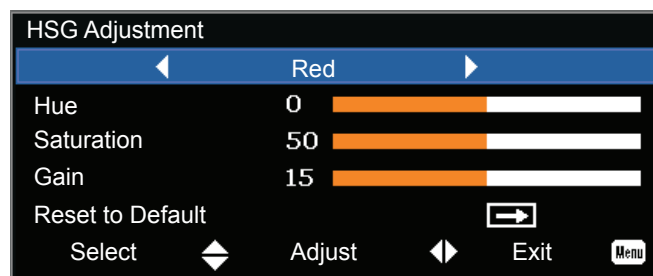 HSG Adjustment
Red
Hue 0
Saturation 50
Gain 15
Reset to Default
Select Adjust Exit Menu